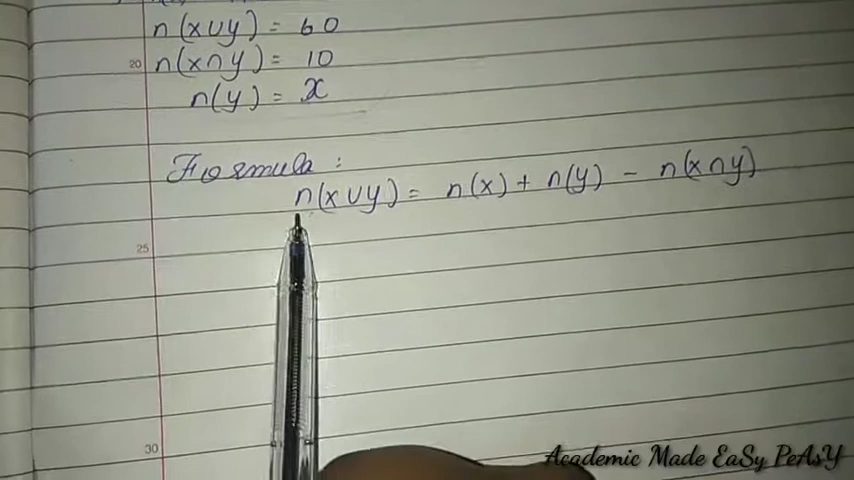 n(x∪y) = 60
20
n(x∩y) = 10
n(y) = x
Formula :
n(x∪y) = n(x) + n(y) - n(x∩y)
25
30
Academic Made EaSy PeAsY